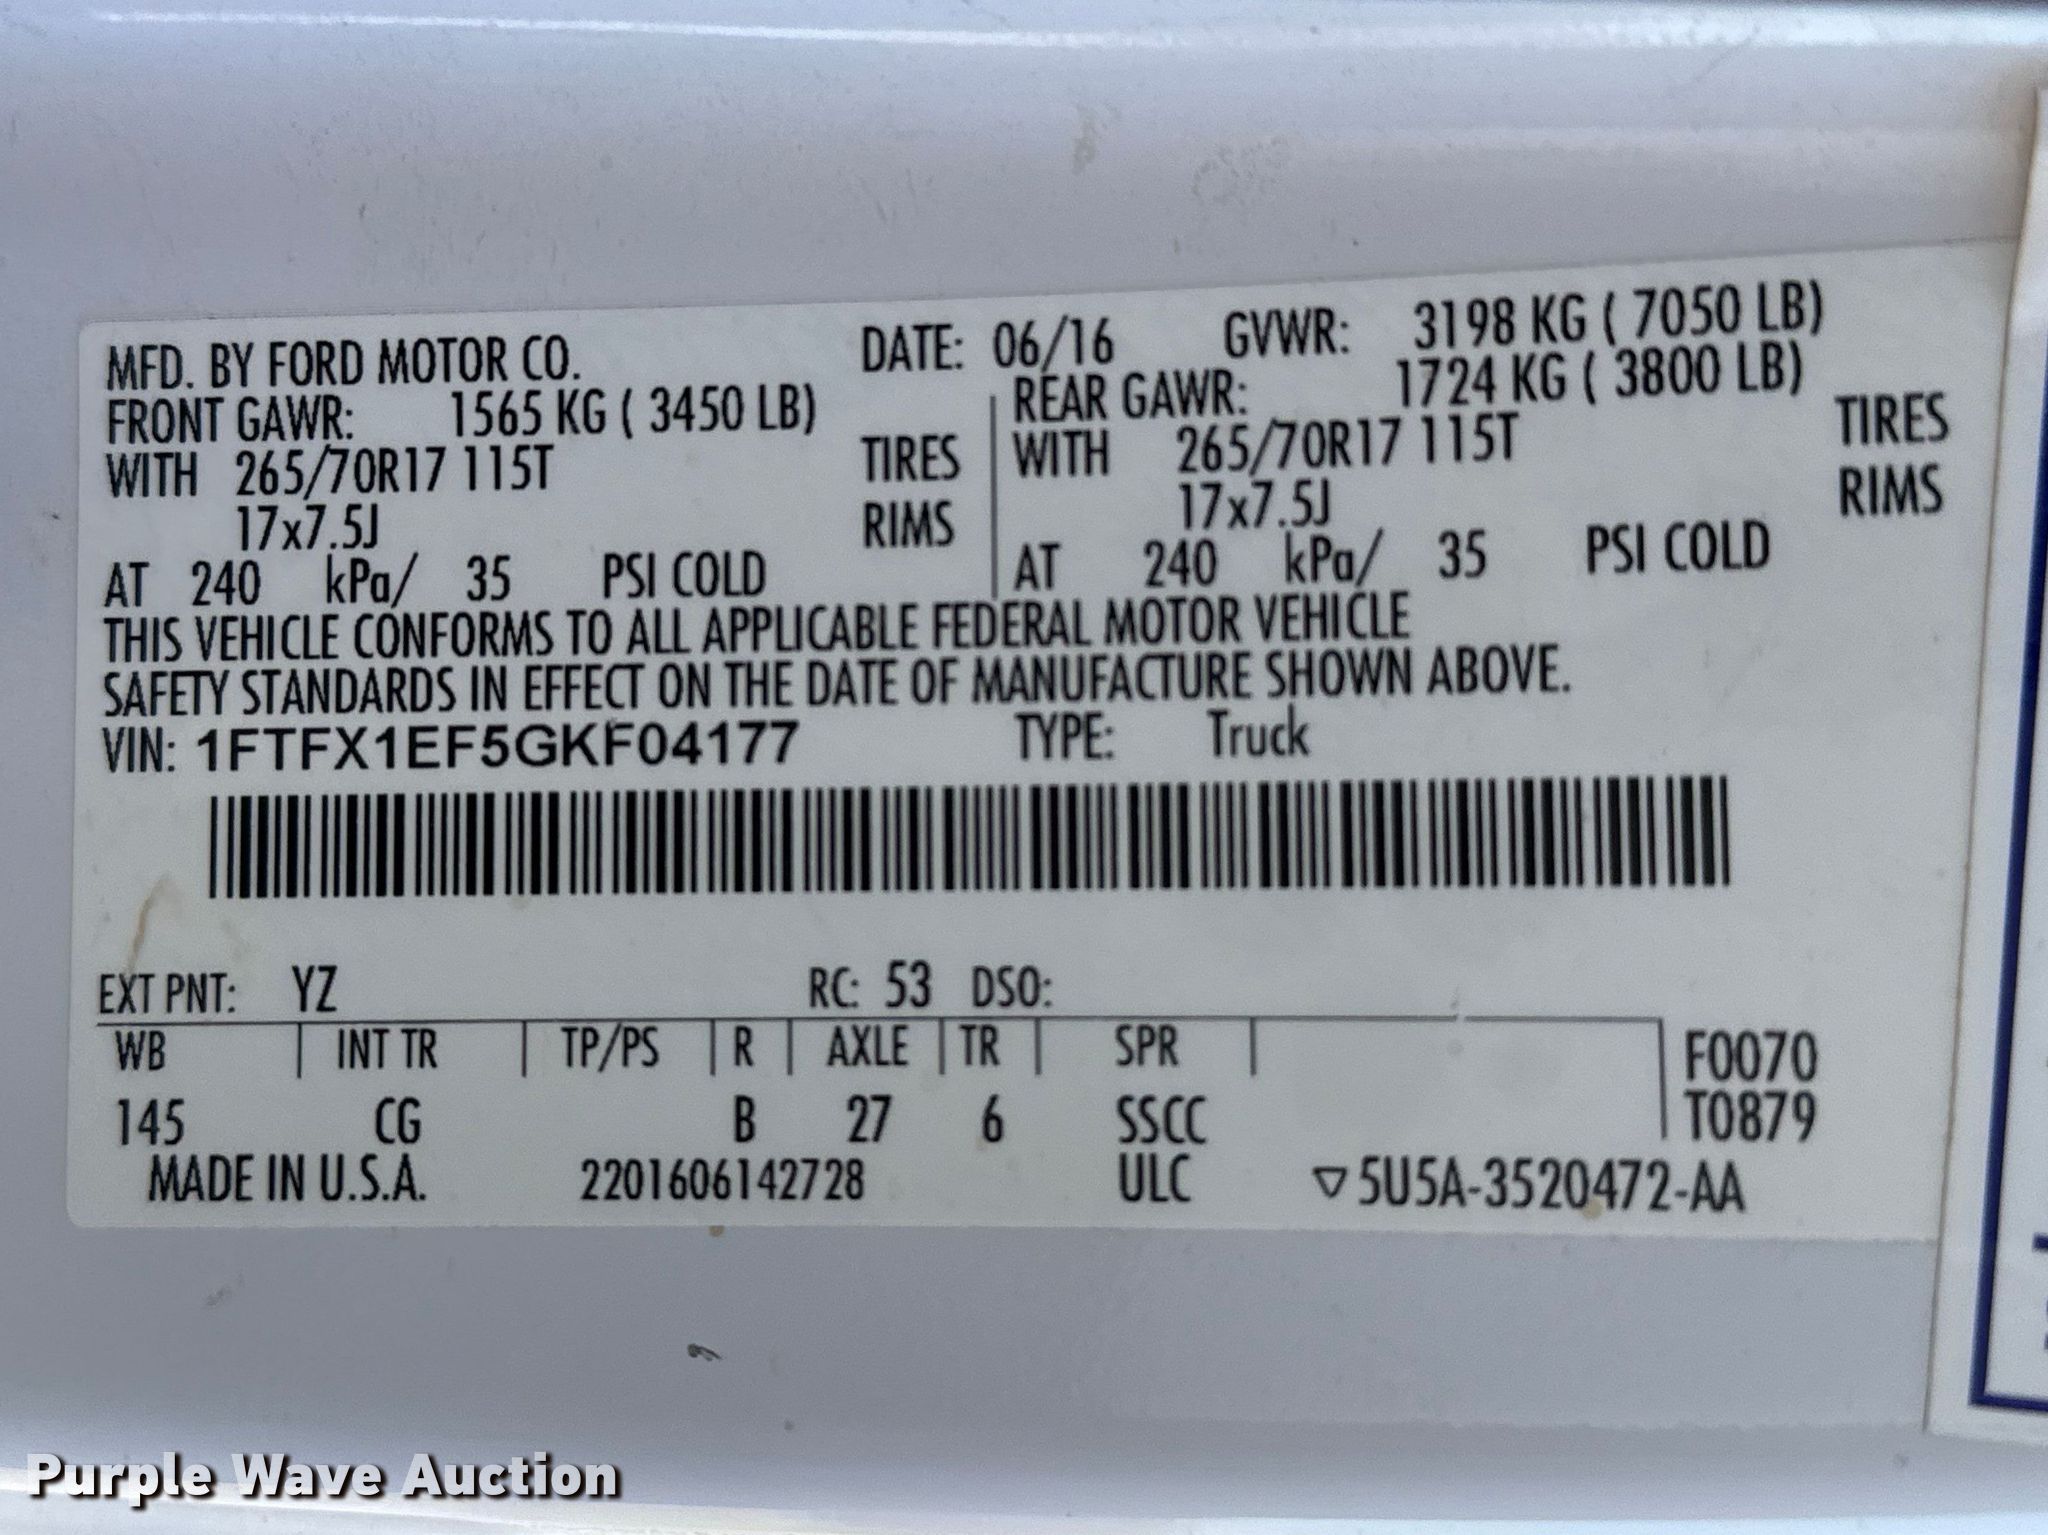 MFD. BY FORD MOTOR CO. DATE: 06/16 GVWR: 3198 KG ( 7050 LB)
FRONT GAWR: 1565 KG ( 3450 LB) REAR GAWR: 1724 KG ( 3800 LB)
WITH 265/70R17 115T TIRES WITH 265/70R17 115T TIRES
17x7.5J RIMS 17x7.5J RIMS
AT 240 kPa/ 35 PSI COLD AT 240 kPa/ 35 PSI COLD
THIS VEHICLE CONFORMS TO ALL APPLICABLE FEDERAL MOTOR VEHICLE
SAFETY STANDARDS IN EFFECT ON THE DATE OF MANUFACTURE SHOWN ABOVE.
VIN: 1FTFX1EF5GKF04177 TYPE: Truck
EXT PNT: YZ RC: 53 DSO:
WB INT TR TP/PS R AXLE TR SPR F0070
145 CG B 27 6 SSCC T0879
MADE IN U.S.A. 2201606142728 ULC ▽5U5A-3520472-AA
Purple Wave Auction